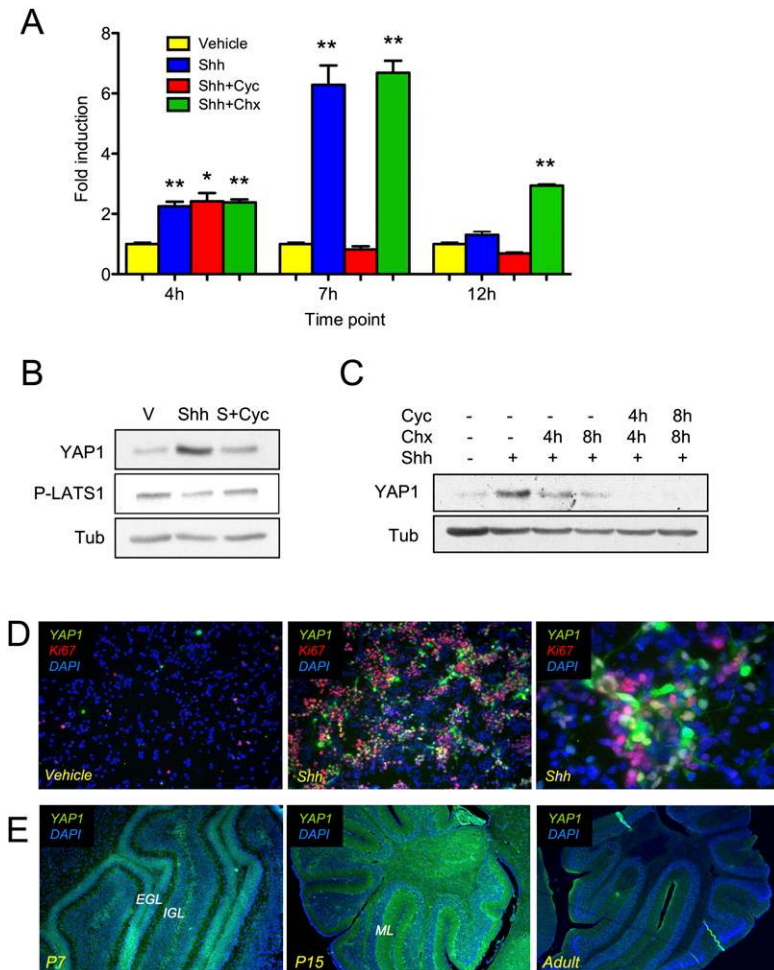 A
Fold induction
8
6
4
2
0
Vehicle
Shh
Shh+Cyc
Shh+Chx
** * **
** **
**
4h 7h 12h
Time point
B
V Shh S+Cyc
YAP1
P-LATS1
Tub
C
Cyc - - - - 4h 8h
Chx - - 4h 8h 4h 8h
Shh - + + + + +
YAP1
Tub
D
YAP1
Ki67
DAPI
Vehicle
YAP1
Ki67
DAPI
Shh
YAP1
Ki67
DAPI
Shh
E
YAP1
DAPI
EGL
IGL
P7
YAP1
DAPI
ML
P15
YAP1
DAPI
Adult